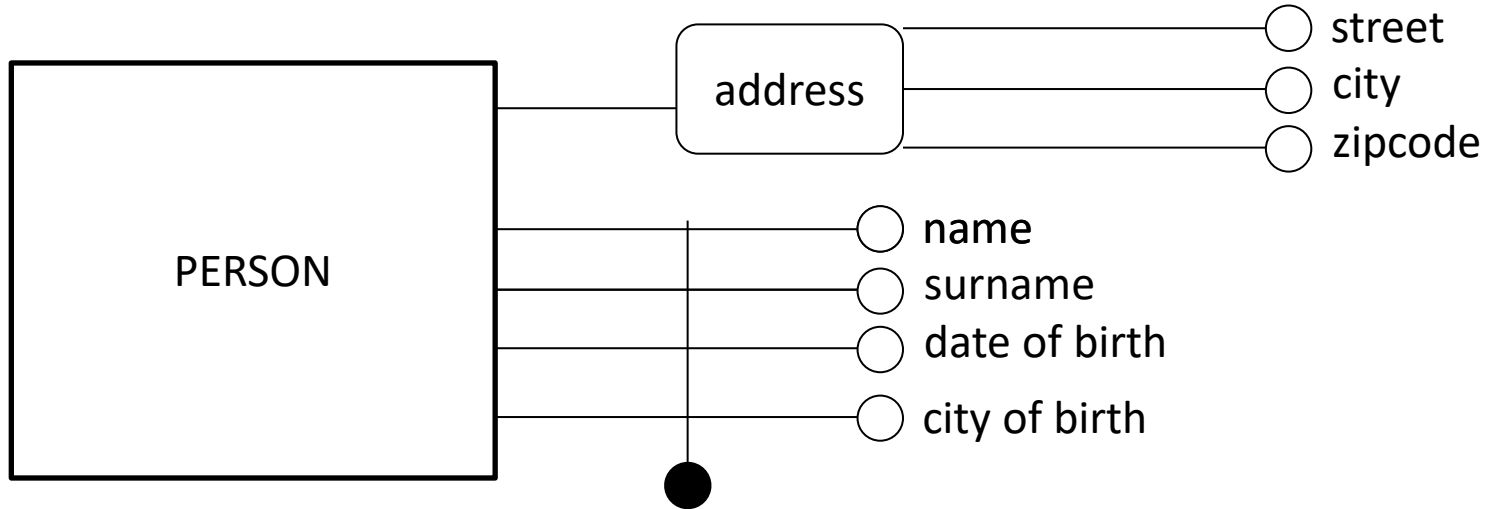 street
address
city
zipcode
name
PERSON
surname
date of birth
city of birth